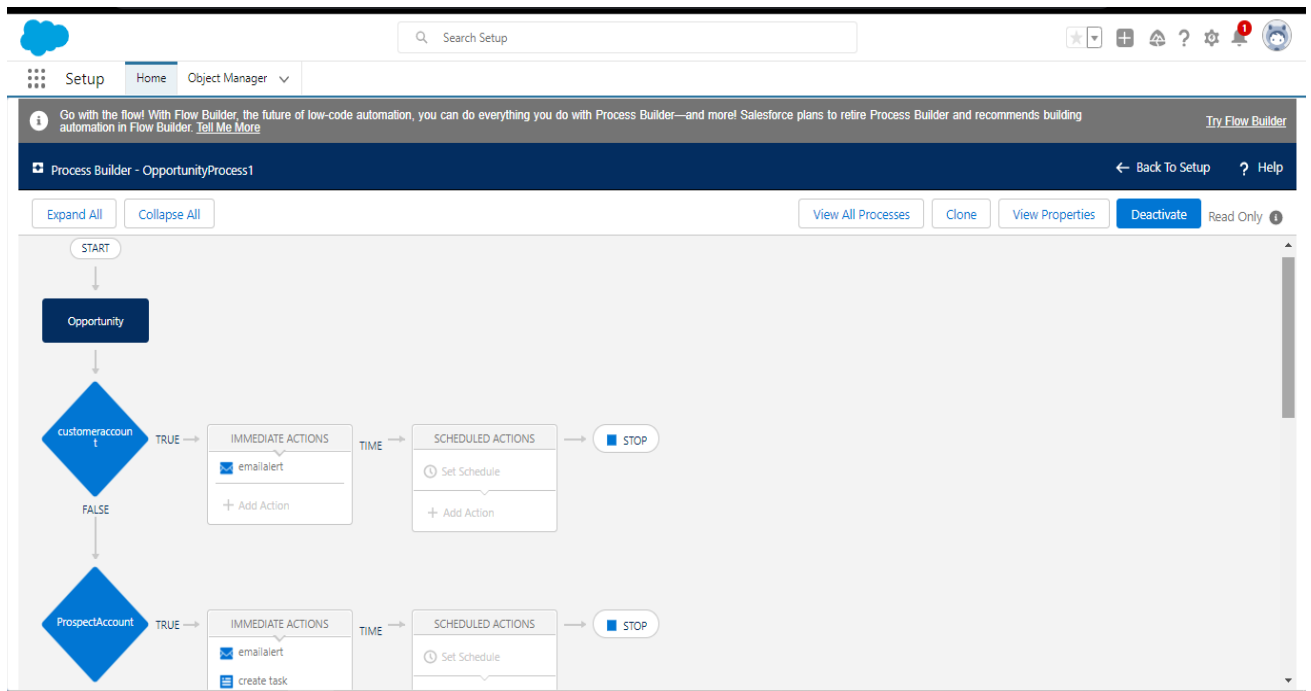 Search Setup
1
Setup
Home
Object Manager
Go with the flow! With Flow Builder, the future of low-code automation, you can do everything you do with Process Builder—and more! Salesforce plans to retire Process Builder and recommends building
automation in Flow Builder. Tell Me More
Try Flow Builder
Process Builder - OpportunityProcess1
Back To Setup
? Help
Expand All
Collapse All
View All Processes
Clone
View Properties
Deactivate
Read Only
START
Opportunity
customeraccoun
t
TRUE
IMMEDIATE ACTIONS
TIME
SCHEDULED ACTIONS
STOP
emailalert
Set Schedule
+ Add Action
+ Add Action
FALSE
ProspectAccount
TRUE
IMMEDIATE ACTIONS
TIME
SCHEDULED ACTIONS
STOP
emailalert
Set Schedule
create task